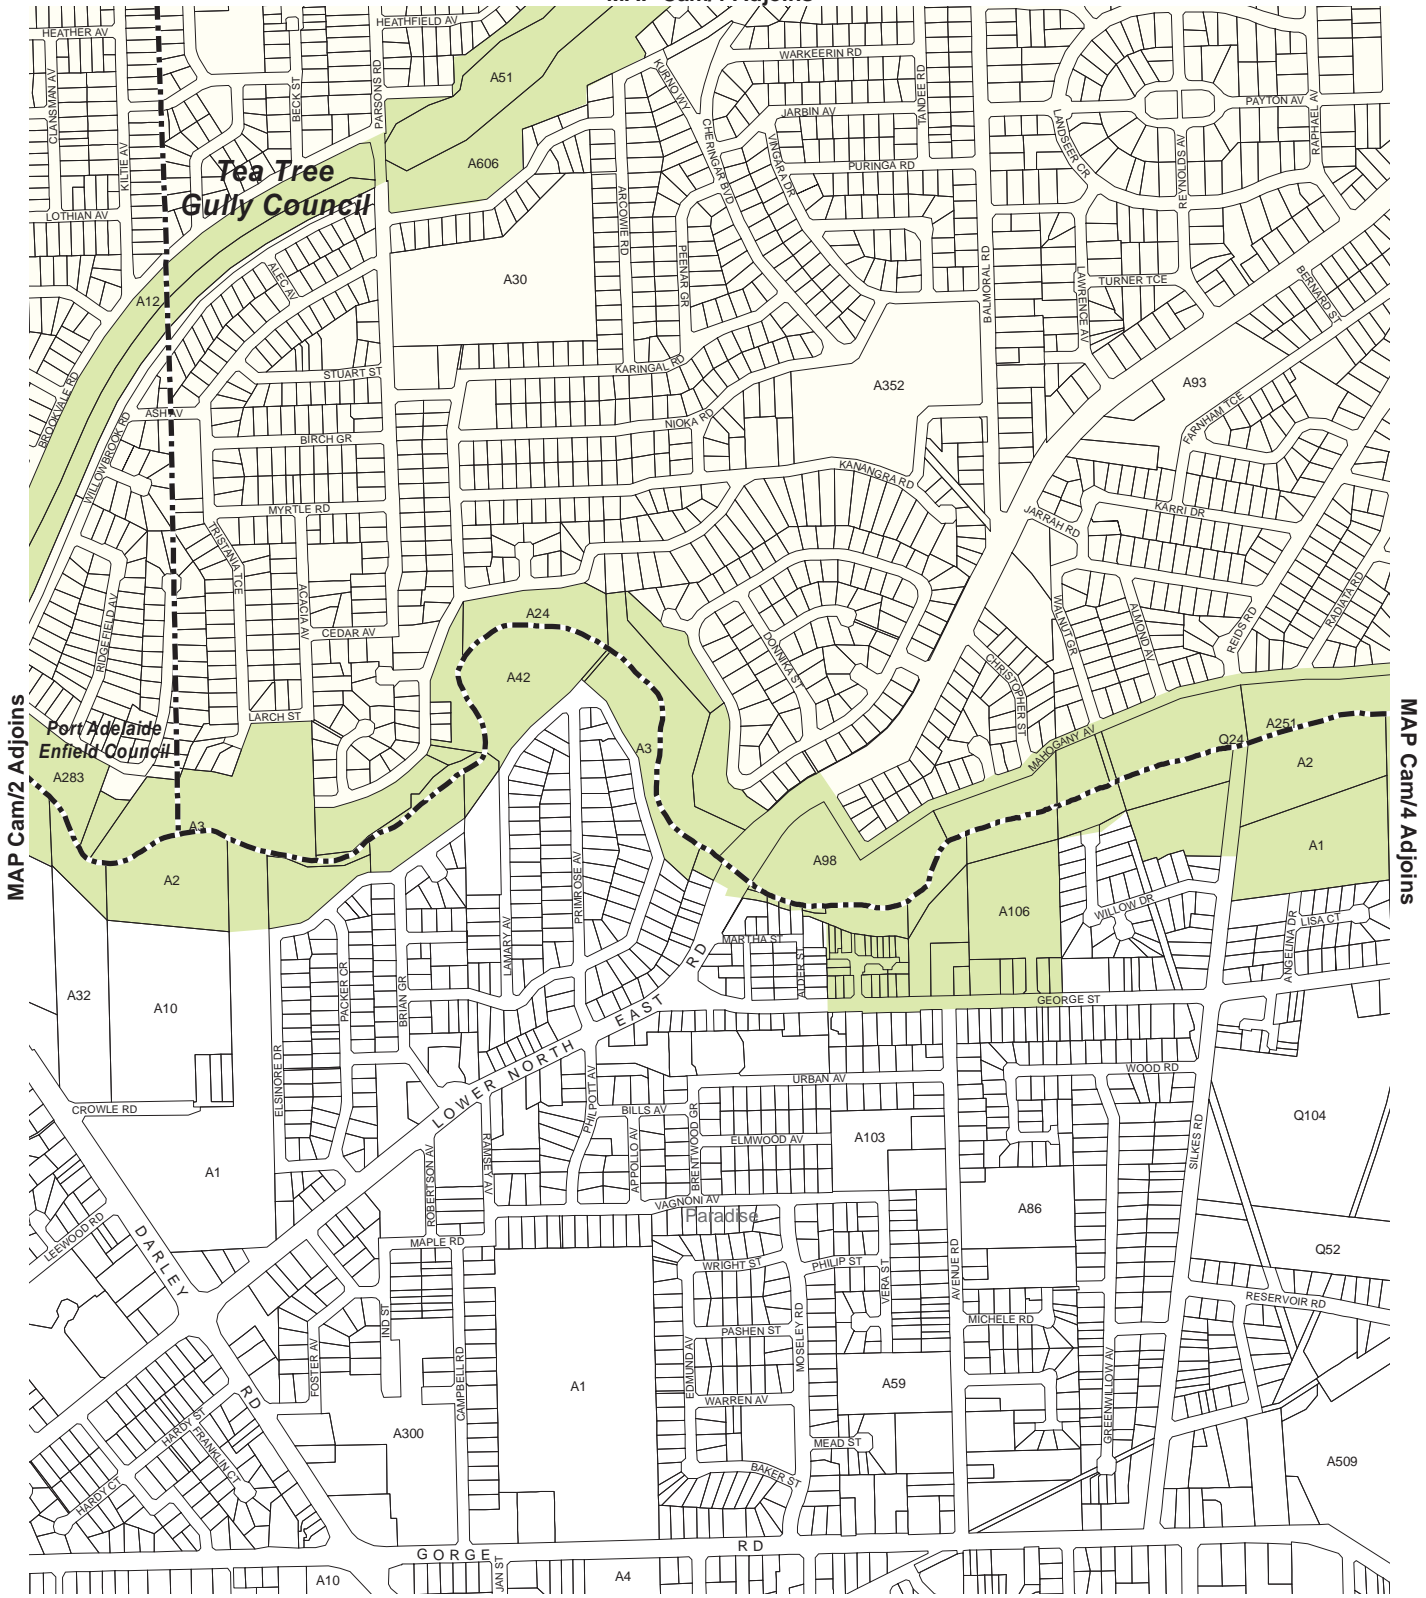 HEATHER AV
HEATHFIELD AV
WARKEERIN RD
CLANSMAN AV
KILTIE AV
BECK ST
PARSONS RD
A51
KURNO WY
TANDEE RD
JARBIN AV
CHERINGAR BVD
VINGARA DR
LANDSEER CR
PAYTON AV
RAPHAEL AV
REYNOLDS AV
PURINGA RD
A606
Tea Tree
Gully Council
LOTHIAN AV
ARCOWIE RD
PEENAR GR
BALMORAL RD
ALEC AV
A30
A12
LAWRENCE AV
TURNER TCE
BERNARD ST
BROOKVALE RD
STUART ST
KARINGAL RD
A352
A93
ASH AV
WILLOWBROOK RD
BIRCH GR
NIOKA RD
FARNHAM TCE
KANANGRA RD
MYRTLE RD
TRISTANIA TCE
JARRAH RD
KARRI DR
RIDGEFIELD AV
ACACIA AV
CEDAR AV
A24
A42
DONNIKA ST
WALNUT GR
ALMOND AV
REIDS RD
RADIATA RD
CHRISTOPHER ST
MAP Cam/2 Adjoins
MAP Cam/4 Adjoins
LARCH ST
Port Adelaide
Enfield Council
A283
A3
MAHOGANY AV
A251
Q24
A2
A3
A2
A98
A1
PRIMROSE AV
LAMARY AV
A106
WILLOW DR
LISA CT
ANGELINA DR
MARTHA ST
ALDER ST
GEORGE ST
A32
A10
PACKER CR
BRIAN GR
ELSINORE DR
LOWER NORTH EAST RD
PHILPOTT AV
URBAN AV
WOOD RD
CROWLE RD
BILLS AV
APPOLLO AV
BRENTWOOD GR
ELMWOOD AV
A103
Q104
SILKES RD
A1
RAMSEY AV
ROBERTSON AV
VAGNONI AV
Paradise
A86
LEEWOOD RD
DARLEY RD
MAPLE RD
WRIGHT ST
PHILIP ST
VERA ST
AVENUE RD
Q52
RESERVOIR RD
IND ST
FOSTER AV
CAMPBELL RD
PASHEN ST
MOSELEY RD
EDMUND AV
MICHELE RD
GREENWILLOW AV
A1
A59
WARREN AV
HARDY ST
FRANKLIN CT
HARDY CT
A300
MEAD ST
BAKER ST
A509
GORGE RD
JAN ST
A10
A4